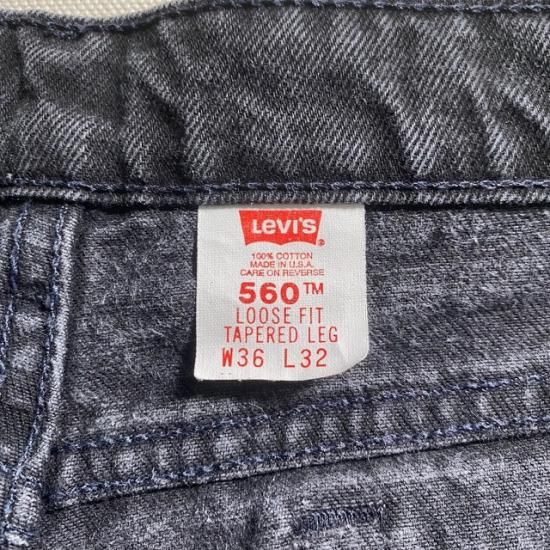 LEVI'S ®
100% COTTON
MADE IN U.S.A.
CARE ON REVERSE
560™
LOOSE FIT
TAPERED LEG
W36 L32